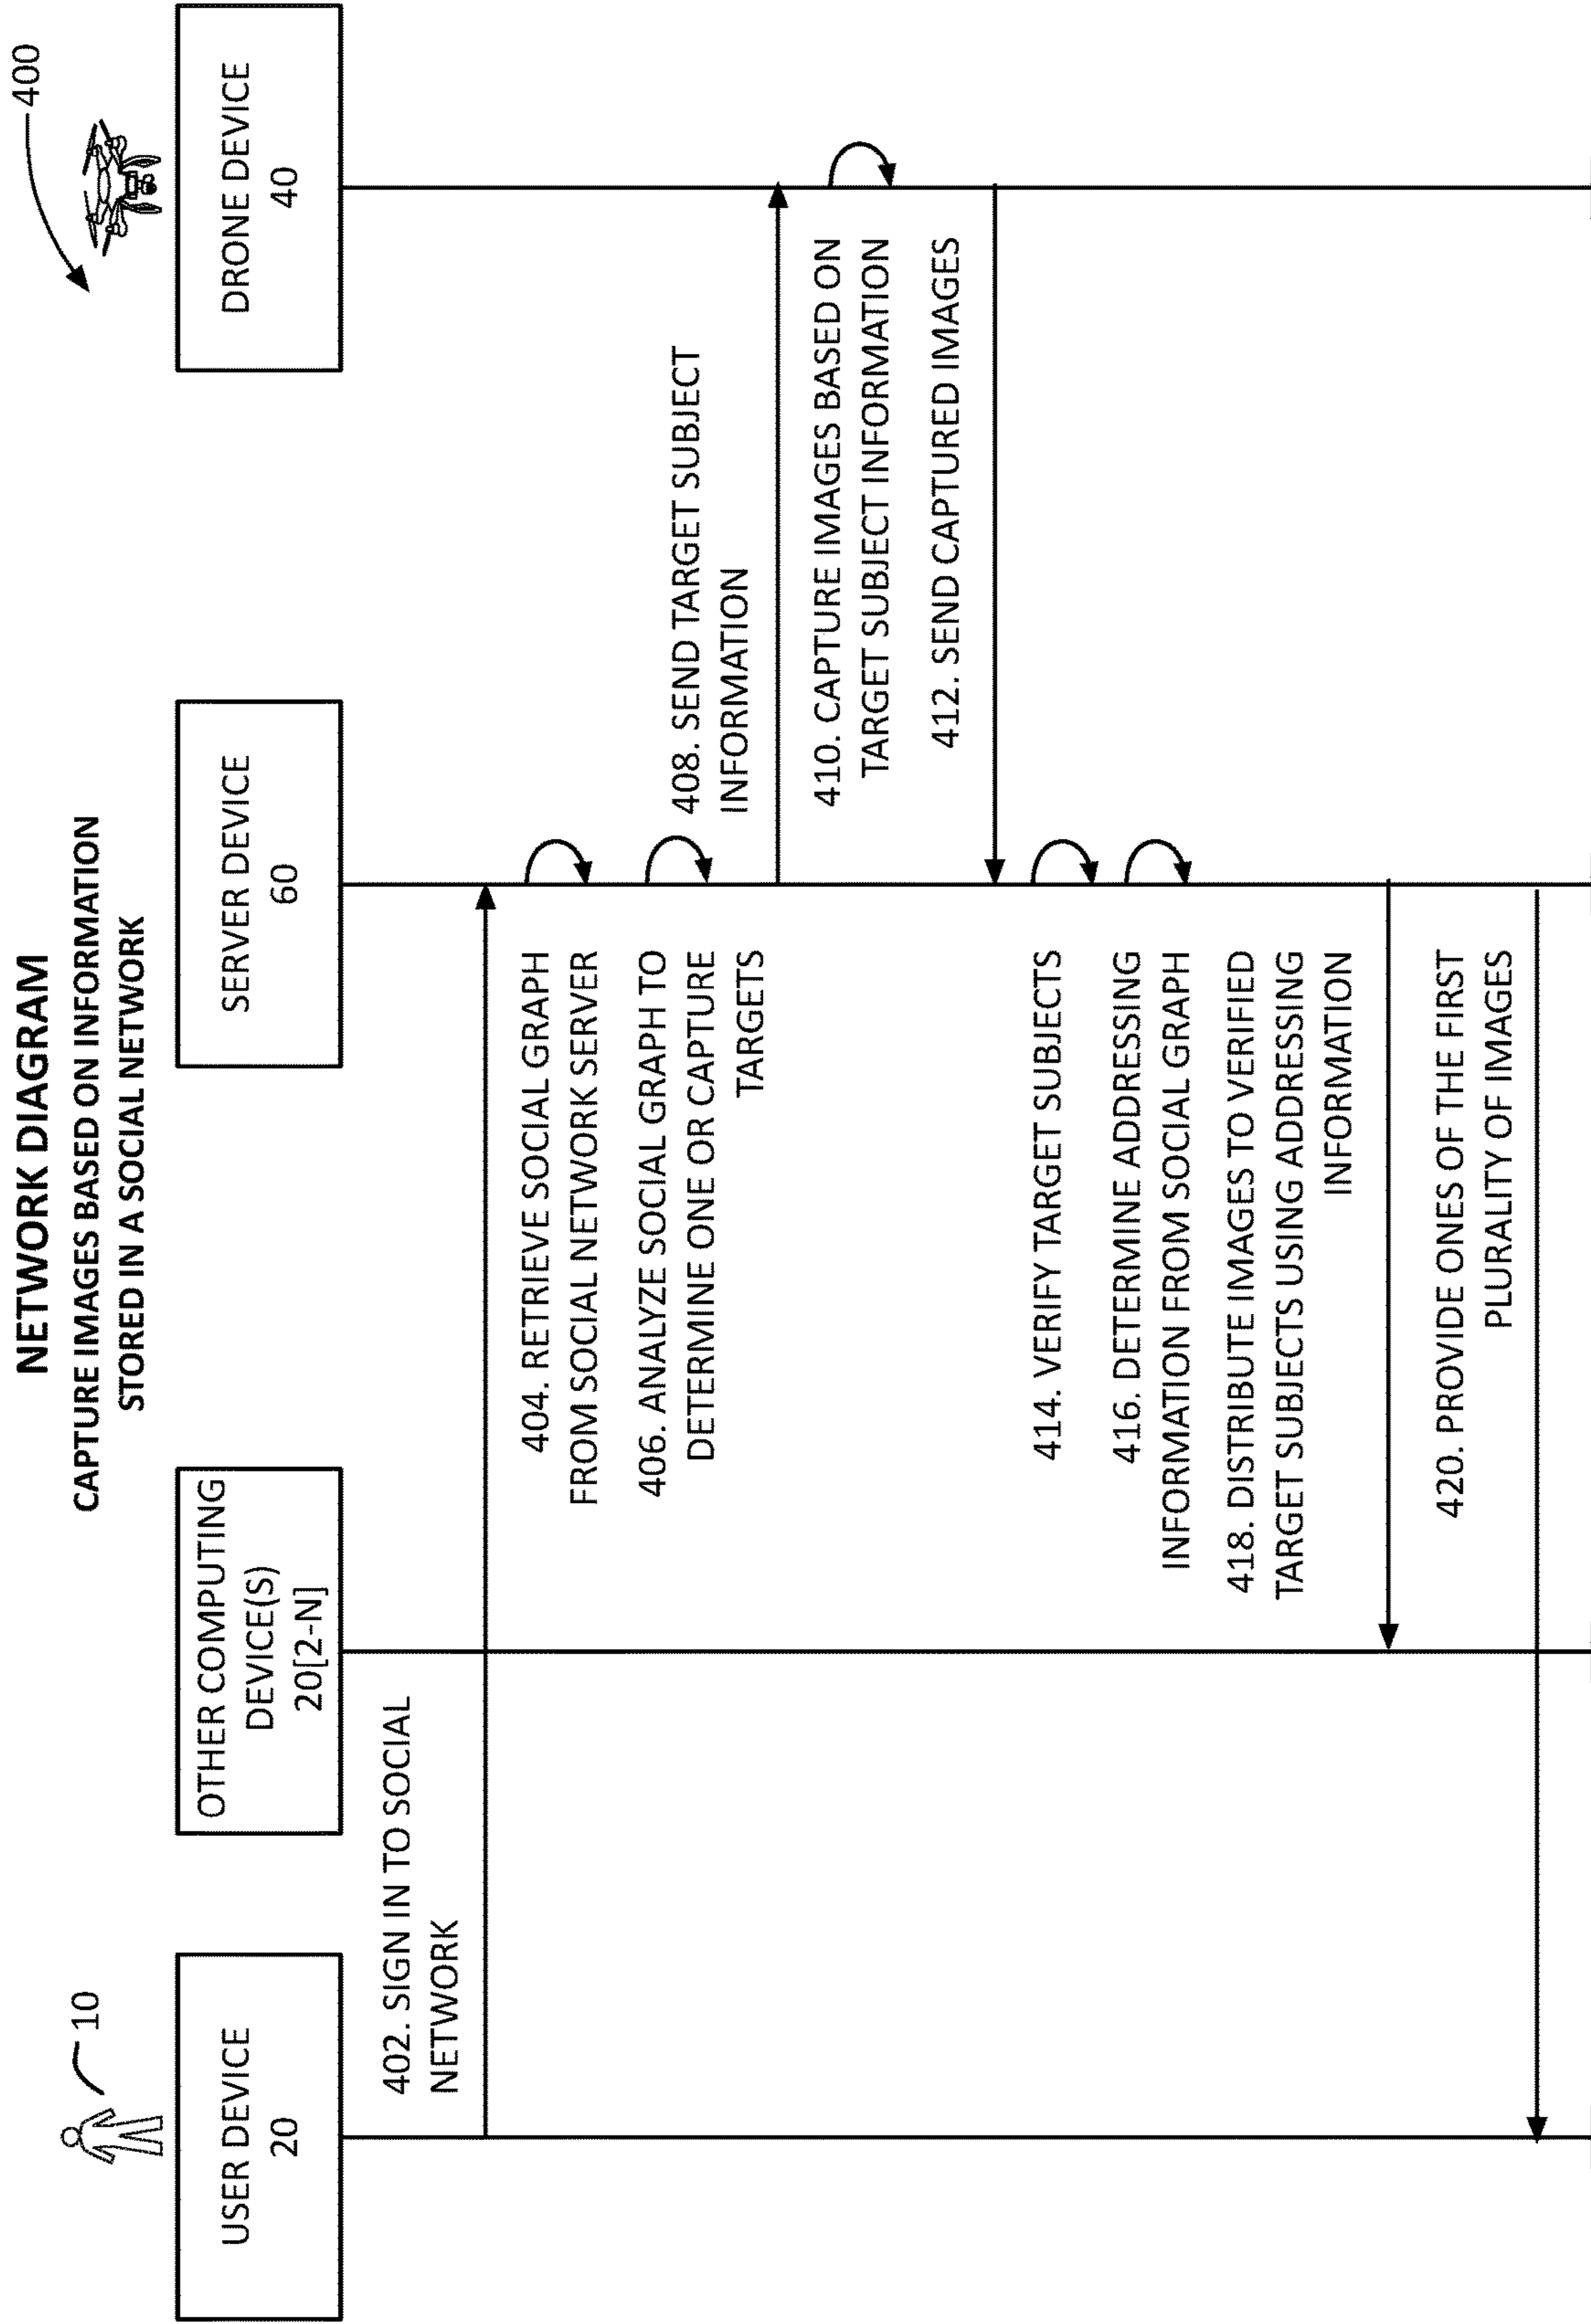 NETWORK DIAGRAM
CAPTURE IMAGES BASED ON INFORMATION
STORED IN A SOCIAL NETWORK
400
10
USER DEVICE
20
OTHER COMPUTING
DEVICE(S)
20[2-N]
SERVER DEVICE
60
DRONE DEVICE
40
402. SIGN IN TO SOCIAL
NETWORK
404. RETRIEVE SOCIAL GRAPH
FROM SOCIAL NETWORK SERVER
406. ANALYZE SOCIAL GRAPH TO
DETERMINE ONE OR CAPTURE
TARGETS
408. SEND TARGET SUBJECT
INFORMATION
410. CAPTURE IMAGES BASED ON
TARGET SUBJECT INFORMATION
412. SEND CAPTURED IMAGES
414. VERIFY TARGET SUBJECTS
416. DETERMINE ADDRESSING
INFORMATION FROM SOCIAL GRAPH
418. DISTRIBUTE IMAGES TO VERIFIED
TARGET SUBJECTS USING ADDRESSING
INFORMATION
420. PROVIDE ONES OF THE FIRST
PLURALITY OF IMAGES